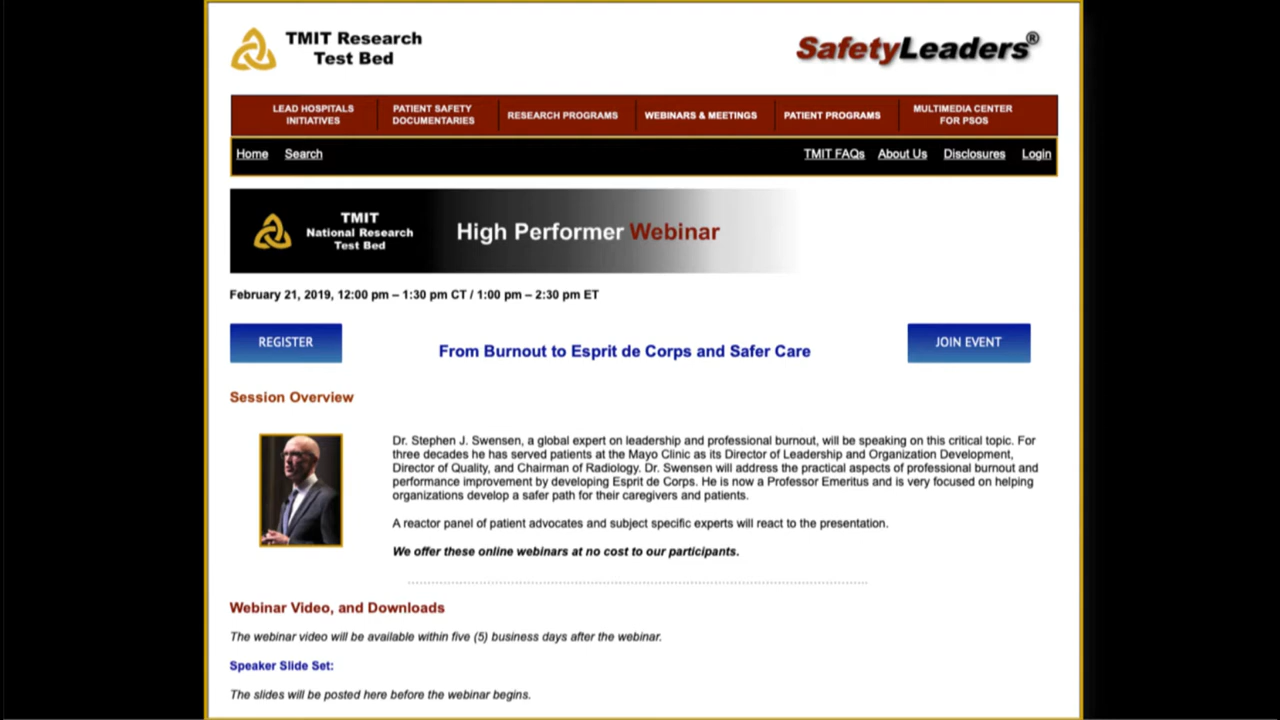 TMIT Research
Test Bed
SafetyLeaders®
LEAD HOSPITALS
INITIATIVES
PATIENT SAFETY
DOCUMENTARIES
RESEARCH PROGRAMS
WEBINARS & MEETINGS
PATIENT PROGRAMS
MULTIMEDIA CENTER
FOR PSOS
Home
Search
TMIT FAQs
About Us
Disclosures
Login
TMIT
National Research
Test Bed
High Performer Webinar
February 21, 2019, 12:00 pm – 1:30 pm CT / 1:00 pm – 2:30 pm ET
REGISTER
From Burnout to Esprit de Corps and Safer Care
JOIN EVENT
Session Overview
Dr. Stephen J. Swensen, a global expert on leadership and professional burnout, will be speaking on this critical topic. For
three decades he has served patients at the Mayo Clinic as its Director of Leadership and Organization Development,
Director of Quality, and Chairman of Radiology. Dr. Swensen will address the practical aspects of professional burnout and
performance improvement by developing Esprit de Corps. He is now a Professor Emeritus and is very focused on helping
organizations develop a safer path for their caregivers and patients.
A reactor panel of patient advocates and subject specific experts will react to the presentation.
We offer these online webinars at no cost to our participants.
Webinar Video, and Downloads
The webinar video will be available within five (5) business days after the webinar.
Speaker Slide Set:
The slides will be posted here before the webinar begins.